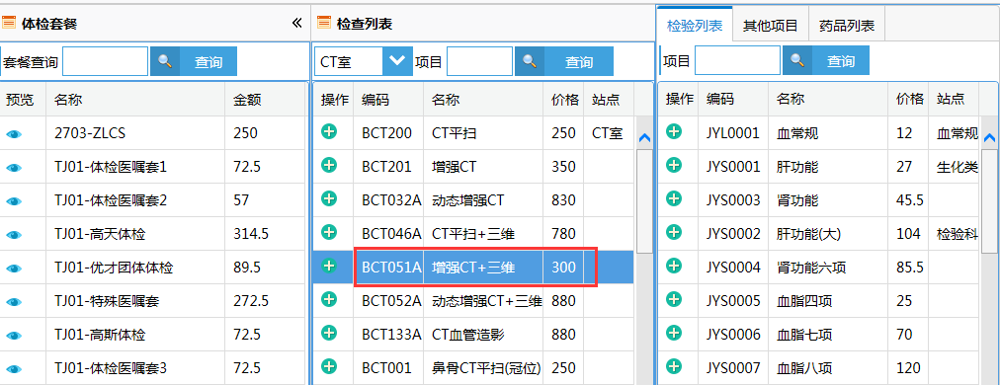 体检套餐 «
套餐查询 查询
预览 名称 金额
2703-ZLCS 250
TJ01-体检医嘱套1 72.5
TJ01-体检医嘱套2 57
TJ01-高天体检 314.5
TJ01-优才团体体检 89.5
TJ01-特殊医嘱套 272.5
TJ01-高斯体检 72.5
TJ01-体检医嘱套3 72.5
检查列表
CT室 项目 查询
操作 编码 名称 价格 站点
BCT200 CT平扫 250 CT室
BCT201 增强CT 350
BCT032A 动态增强CT 830
BCT046A CT平扫+三维 780
BCT051A 增强CT+三维 300
BCT052A 动态增强CT+三维 880
BCT133A CT血管造影 880
BCT001 鼻骨CT平扫(冠位) 250
检验列表 其他项目 药品列表
项目 查询
操作 编码 名称 价格 站点
JYL0001 血常规 12 血常规
JYS0001 肝功能 27 生化类
JYS0003 肾功能 45.5
JYS0002 肝功能(大) 104 检验科
JYS0004 肾功能六项 85.5
JYS0005 血脂四项 25
JYS0006 血脂七项 70
JYS0007 血脂八项 120